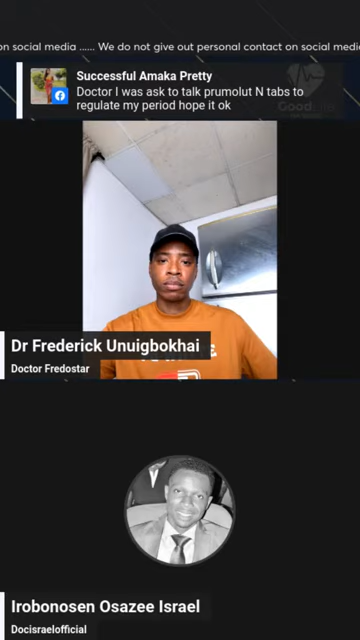 on social media ...... We do not give out personal contact on social media
Successful Amaka Pretty
Doctor I was ask to talk prumolut N tabs to
regulate my period hope it ok
Dr Frederick Unuigbokhai
Doctor Fredostar
Irobonosen Osazee Israel
Docisraelofficial